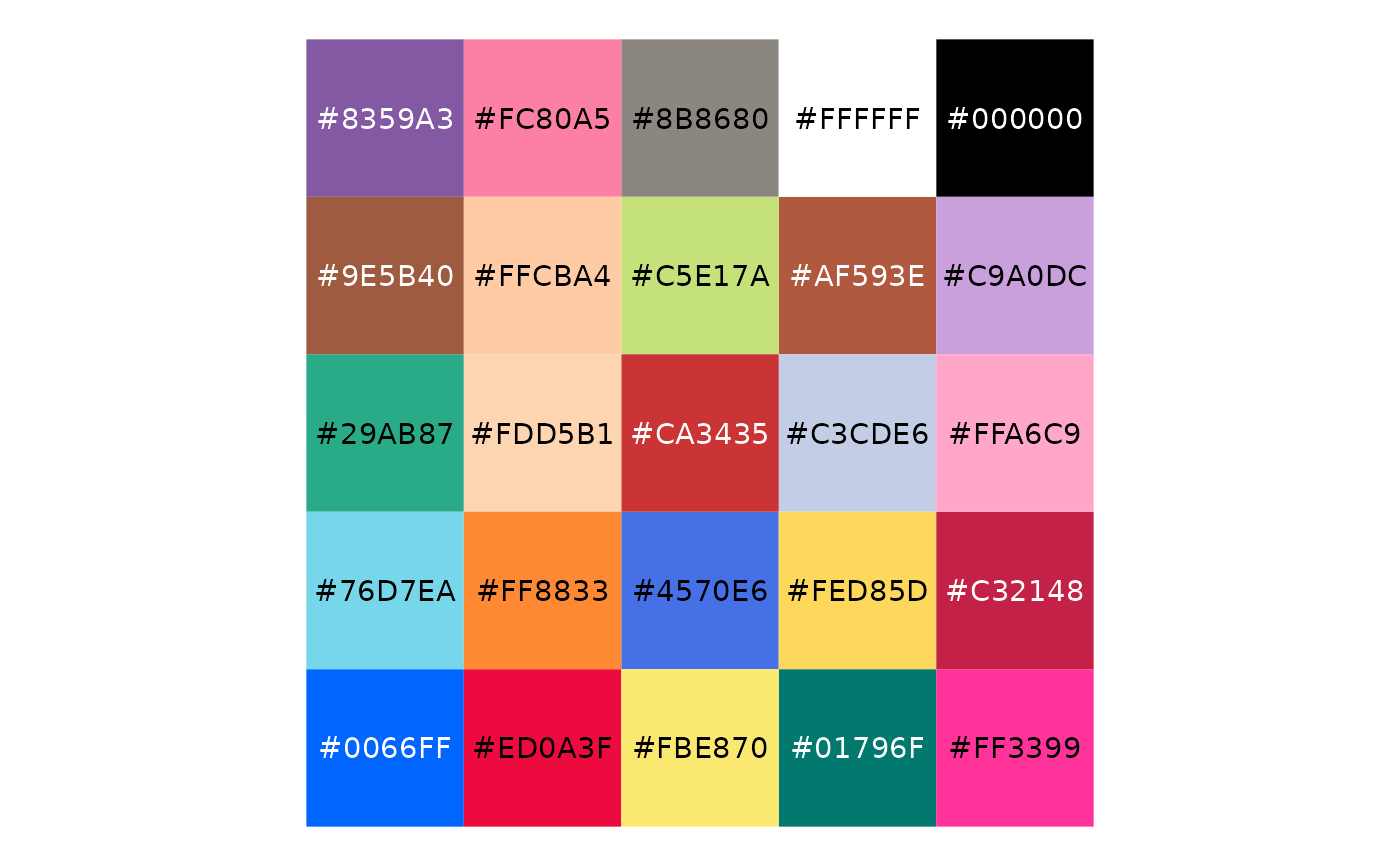 #8359A3 #FC80A5 #8B8680 #FFFFFF #000000
#9E5B40 #FFCBA4 #C5E17A #AF593E #C9A0DC
#29AB87 #FDD5B1 #CA3435 #C3CDE6 #FFA6C9
#76D7EA #FF8833 #4570E6 #FED85D #C32148
#0066FF #ED0A3F #FBE870 #01796F #FF3399